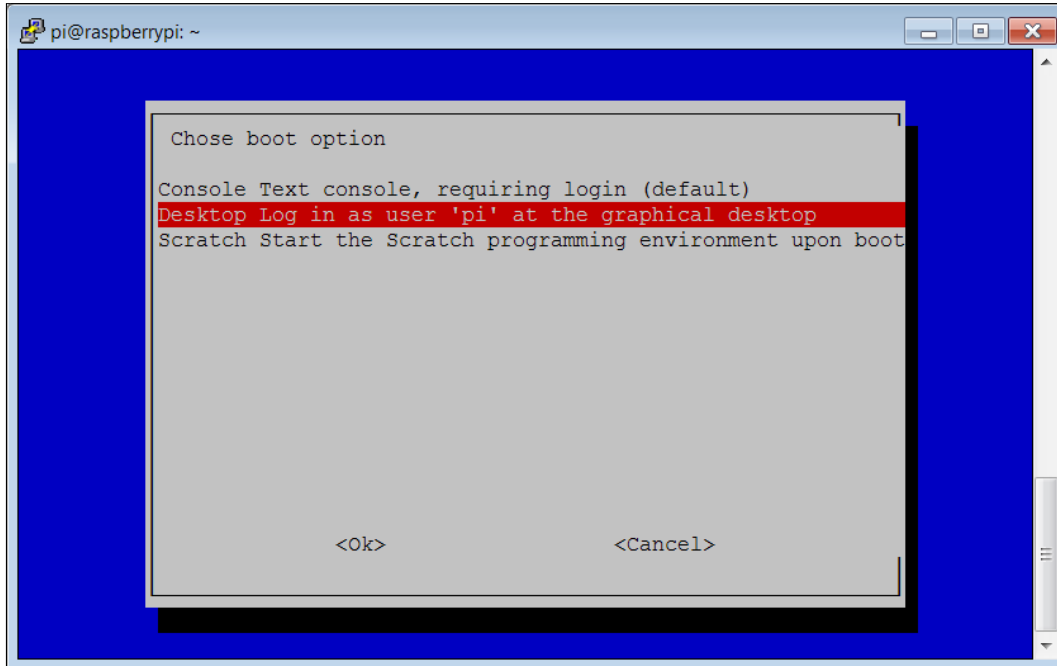 pi@raspberrypi: ~
Chose boot option
Console Text console, requiring login (default)
Desktop Log in as user 'pi' at the graphical desktop
Scratch Start the Scratch programming environment upon boot
<Ok> <Cancel>